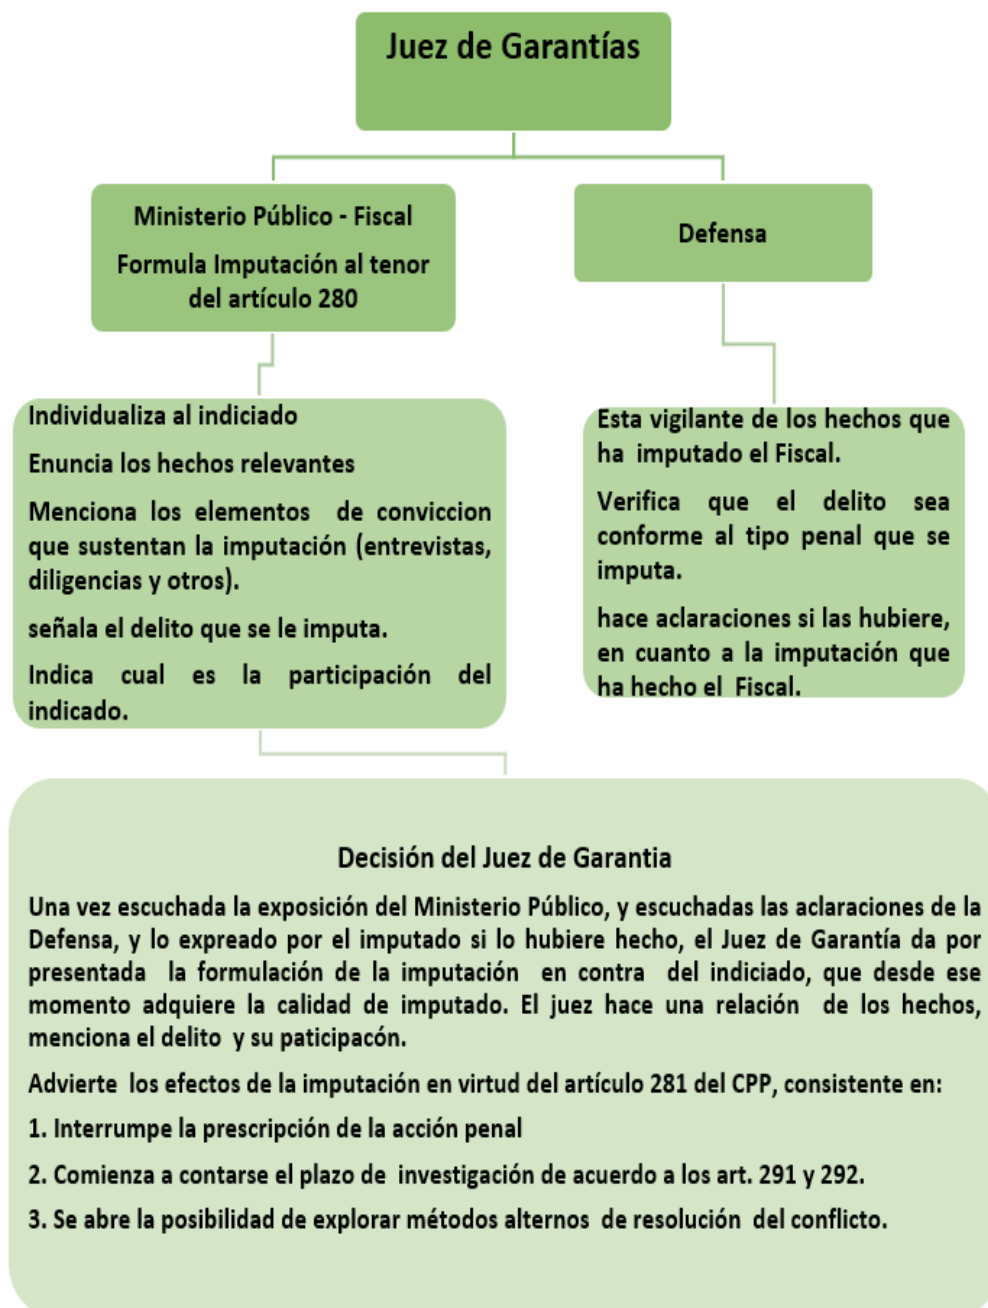 Juez de Garantías
Ministerio Público - Fiscal
Formula Imputación al tenor
del artículo 280
Defensa
Individualiza al indiciado
Enuncia los hechos relevantes
Menciona los elementos de conviccion
que sustentan la imputación (entrevistas,
diligencias y otros).
señala el delito que se le imputa.
Indica cual es la participación del
indicado.
Esta vigilante de los hechos que
ha imputado el Fiscal.
Verifica que el delito sea
conforme al tipo penal que se
imputa.
hace aclaraciones si las hubiere,
en cuanto a la imputación que
ha hecho el Fiscal.
Decisión del Juez de Garantia
Una vez escuchada la exposición del Ministerio Público, y escuchadas las aclaraciones de la
Defensa, y lo expreado por el imputado si lo hubiere hecho, el Juez de Garantía da por
presentada la formulación de la imputación en contra del indiciado, que desde ese
momento adquiere la calidad de imputado. El juez hace una relación de los hechos,
menciona el delito y su paticipacón.
Advierte los efectos de la imputación en virtud del artículo 281 del CPP, consistente en:
1. Interrumpe la prescripción de la acción penal
2. Comienza a contarse el plazo de investigación de acuerdo a los art. 291 y 292.
3. Se abre la posibilidad de explorar métodos alternos de resolución del conflicto.